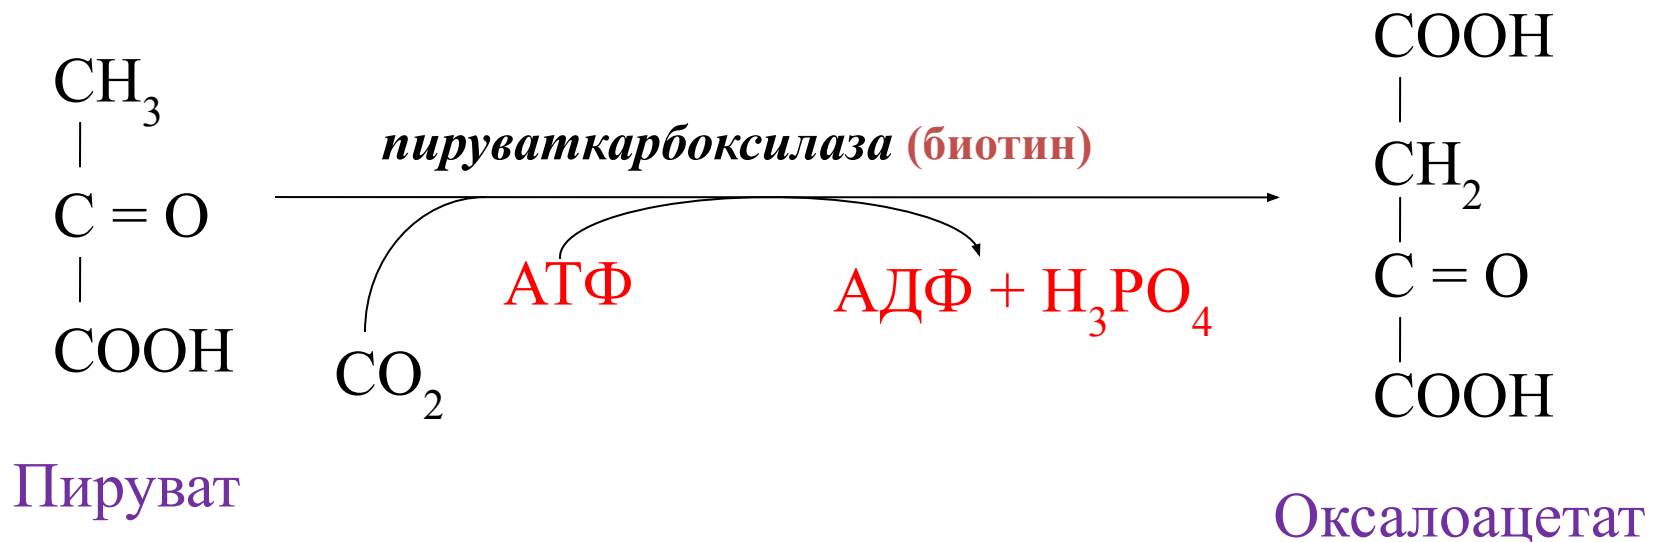 CH₃
|
C = O
|
COOH
Пируват
пируваткарбоксилаза (биотин)
CO₂
АТФ
АДФ + H₃PO₄
COOH
|
CH₂
|
C = O
|
COOH
Оксалоацетат